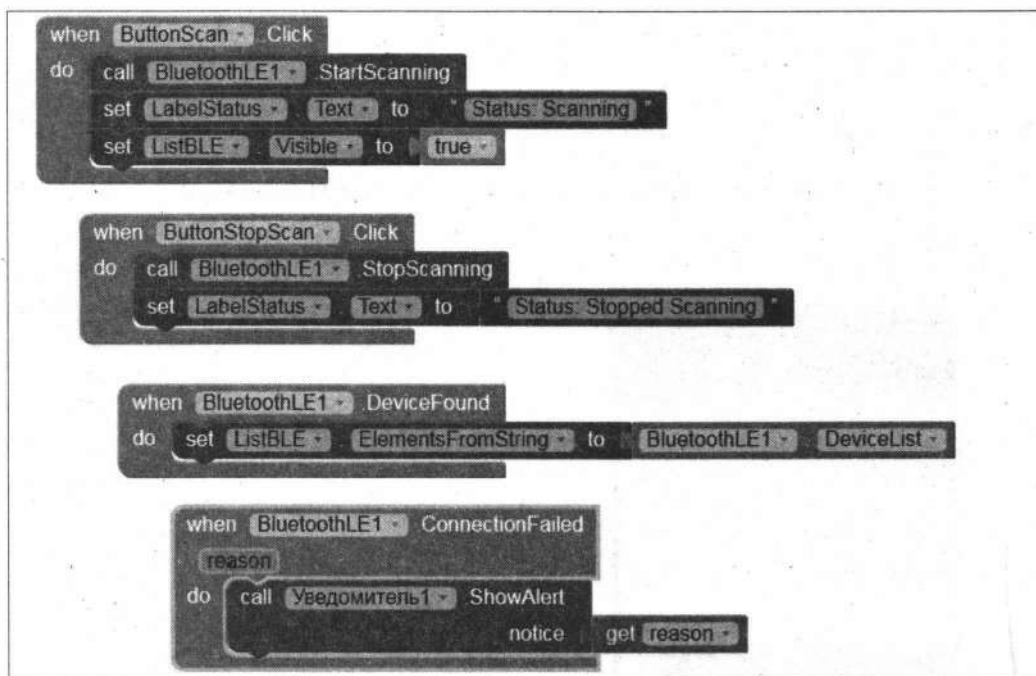 when ButtonScan .Click
do call BluetoothLE1 .StartScanning
set LabelStatus . Text to " Status: Scanning "
set ListBLE . Visible to true
when ButtonStopScan .Click
do call BluetoothLE1 .StopScanning
set LabelStatus . Text to " Status: Stopped Scanning "
when BluetoothLE1 .DeviceFound
do set ListBLE . ElementsFromString to BluetoothLE1 . DeviceList
when BluetoothLE1 .ConnectionFailed
reason
do call Уведомитель1 .ShowAlert
notice get reason